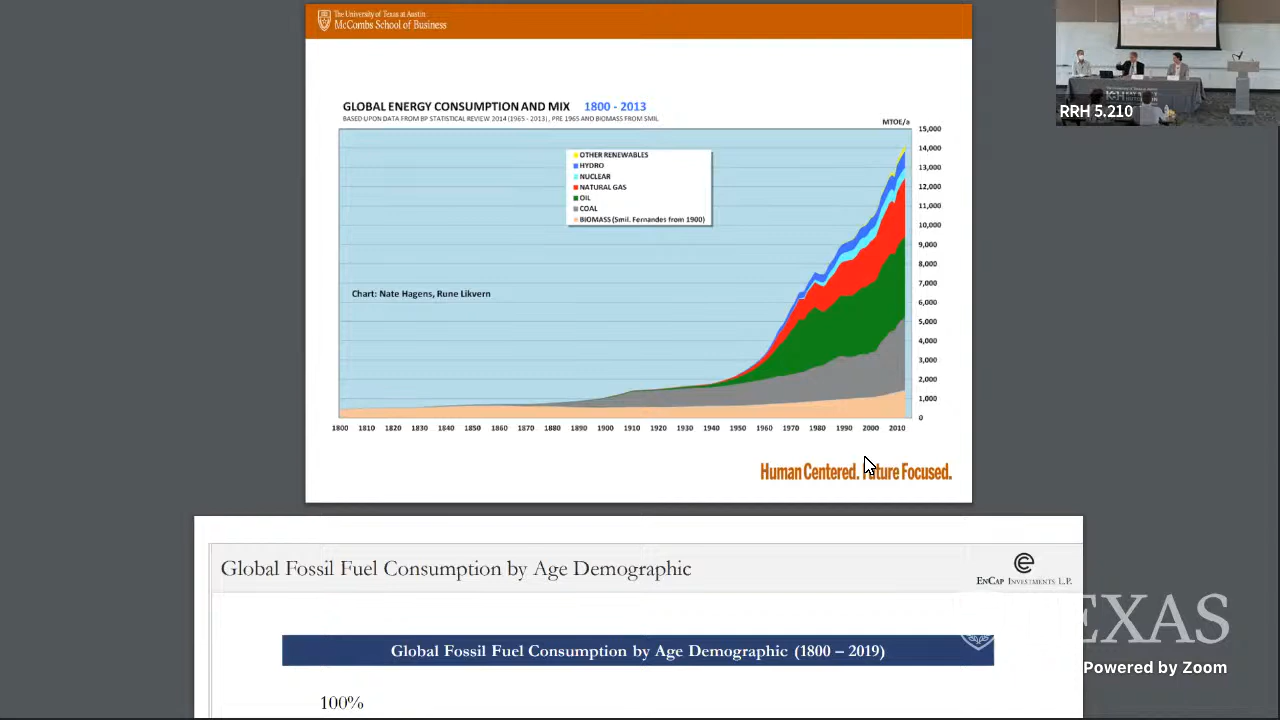 The University of Texas at Austin
McCombs School of Business
GLOBAL ENERGY CONSUMPTION AND MIX 1800 - 2013
BASED UPON DATA FROM BP STATISTICAL REVIEW 2014 (1965 - 2013) , PRE 1965 AND BIOMASS FROM SMIL
MTOE/a
15,000
14,000
13,000
12,000
11,000
10,000
9,000
8,000
7,000
6,000
5,000
4,000
3,000
2,000
1,000
0
OTHER RENEWABLES
HYDRO
NUCLEAR
NATURAL GAS
OIL
COAL
BIOMASS (Smil. Fernandes from 1900)
Chart: Nate Hagens, Rune Likvern
1800 1810 1820 1830 1840 1850 1860 1870 1880 1890 1900 1910 1920 1930 1940 1950 1960 1970 1980 1990 2000 2010
Human Centered. Future Focused.
RRH 5.210
Global Fossil Fuel Consumption by Age Demographic
ENCAP INVESTMENTS L.P.
Global Fossil Fuel Consumption by Age Demographic (1800 – 2019)
100%
EXAS
Powered by Zoom